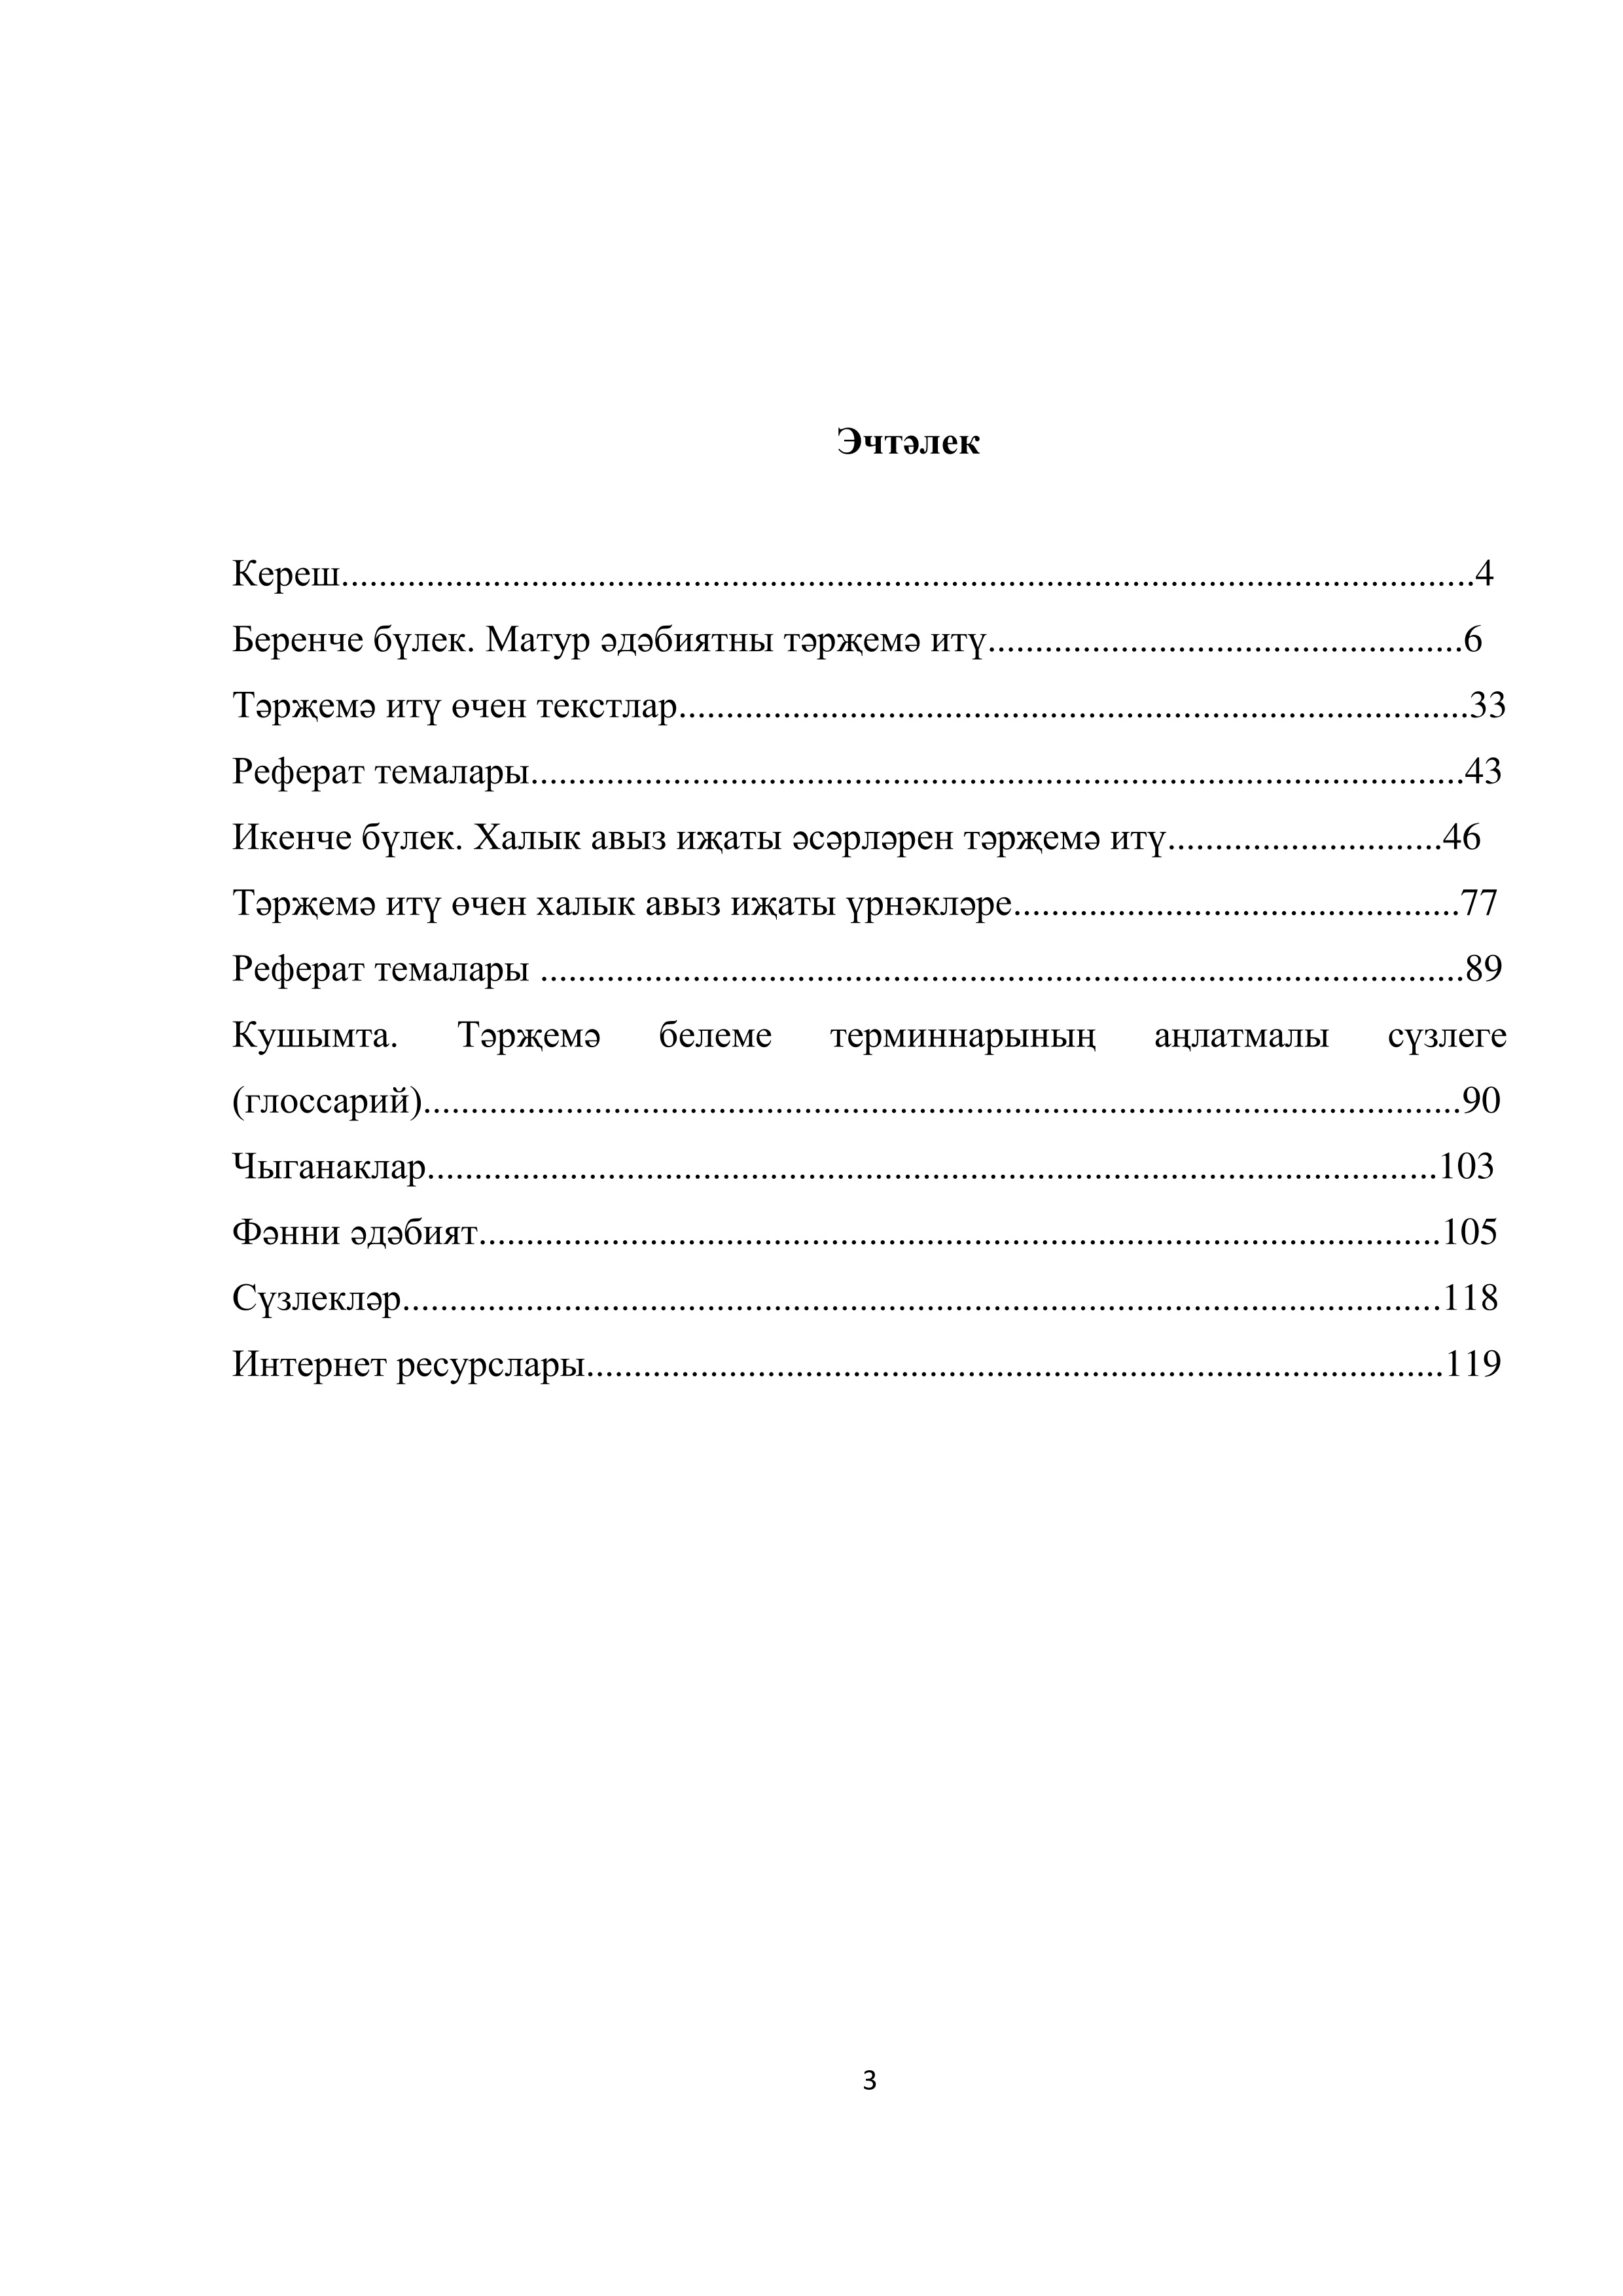 Эчтәлек
Кереш........................................................................................................................4
Беренче бүлек. Матур әдәбиятны тәрҗемә итү..................................................6
Тәрҗемә итү өчен текстлар...................................................................................33
Реферат темалары..................................................................................................43
Икенче бүлек. Халык авыз иҗаты әсәрләрен тәрҗемә итү.............................46
Тәрҗемә итү өчен халык авыз иҗаты үрнәкләре...............................................77
Реферат темалары .................................................................................................89
Кушымта. Тәрҗемә белеме терминнарының аңлатмалы сүзлеге
(глоссарий).............................................................................................................90
Чыганаклар..........................................................................................................103
Фәнни әдәбият.....................................................................................................105
Сүзлекләр.............................................................................................................118
Интернет ресурслары..........................................................................................119
3